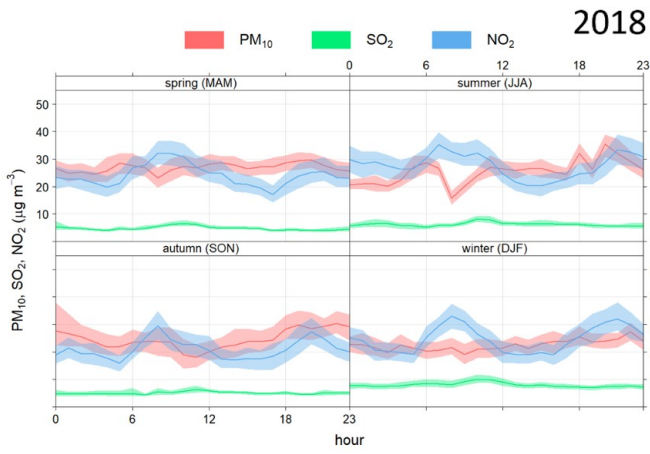 2018
PM10 SO2 NO2
0 6 12 18 23
spring (MAM) summer (JJA)
50
40
30
20
10
autumn (SON) winter (DJF)
PM10, SO2, NO2 (μg m−3)
0 6 12 18 23
hour